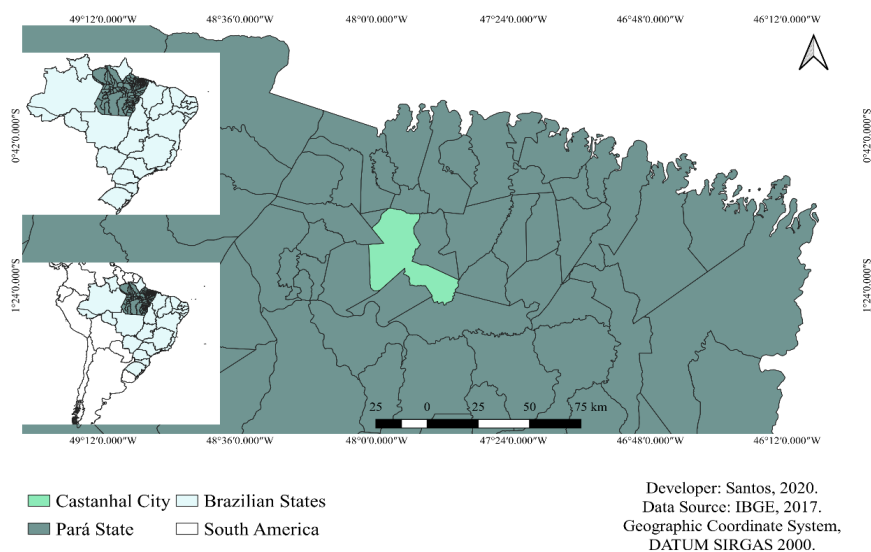 49°12'0.000"W 48°36'0.000"W 48°0'0.000"W 47°24'0.000"W 46°48'0.000"W 46°12'0.000"W
0°42'0.000"S 0°42'0.000"S
1°24'0.000"S 1°24'0.000"S
25 0 25 50 75 km
49°12'0.000"W 48°36'0.000"W 48°0'0.000"W 47°24'0.000"W 46°48'0.000"W 46°12'0.000"W
Castanhal City Brazilian States
Pará State South America
Developer: Santos, 2020.
Data Source: IBGE, 2017.
Geographic Coordinate System,
DATUM SIRGAS 2000.